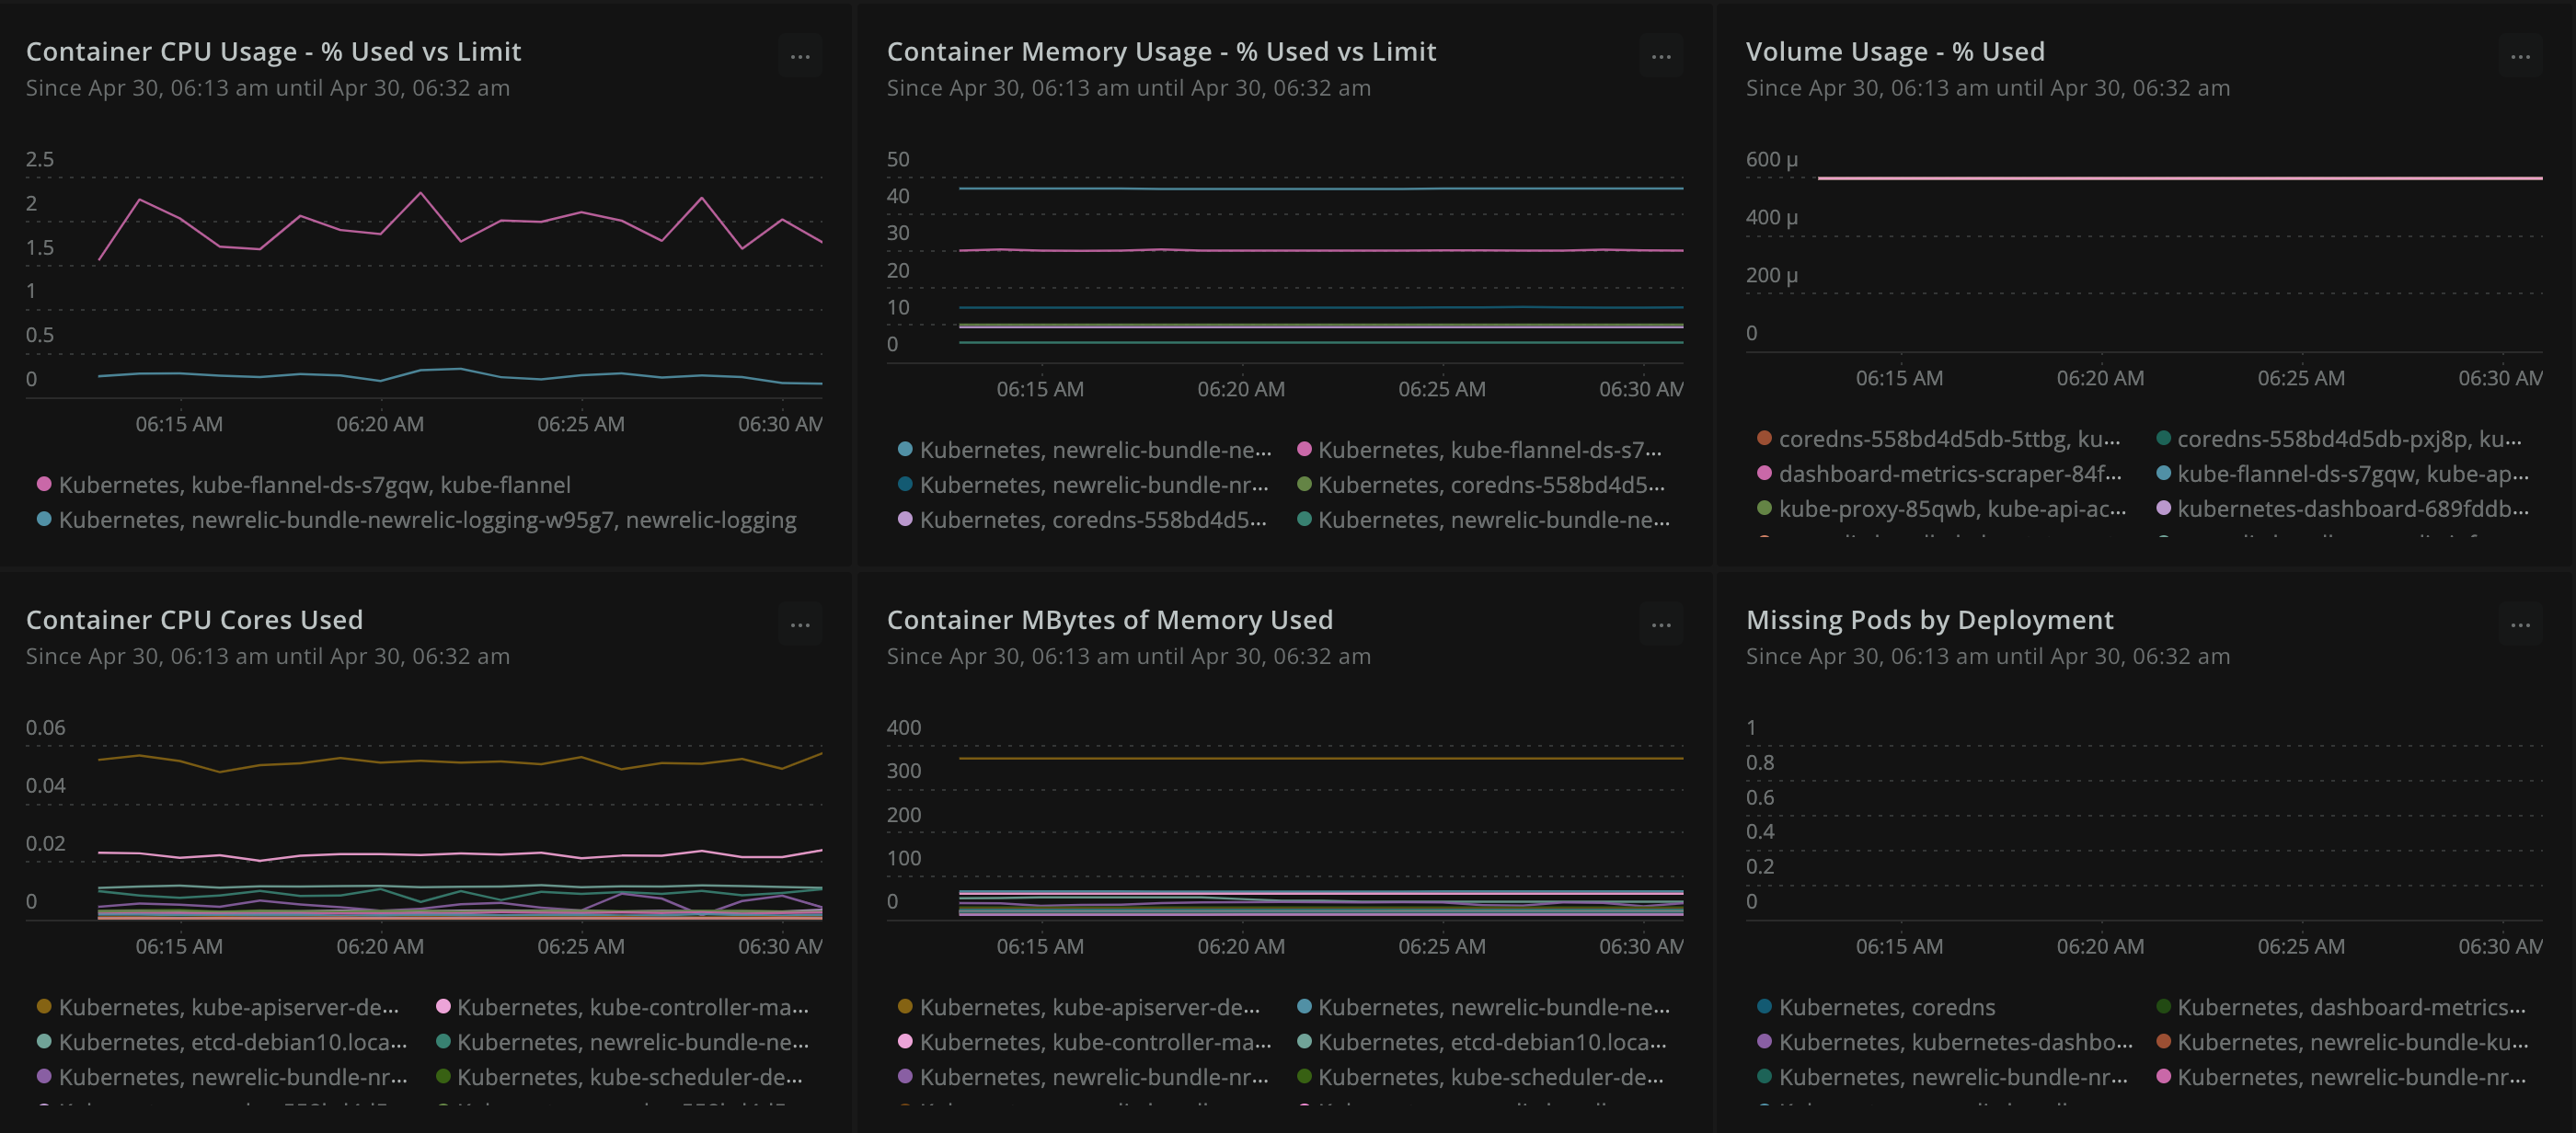 Container CPU Usage - % Used vs Limit
...
Since Apr 30, 06:13 am until Apr 30, 06:32 am
2.5
2
1.5
1
0.5
0
06:15 AM 06:20 AM 06:25 AM 06:30 AM
Kubernetes, kube-flannel-ds-s7gqw, kube-flannel
Kubernetes, newrelic-bundle-newrelic-logging-w95g7, newrelic-logging
Container Memory Usage - % Used vs Limit
...
Since Apr 30, 06:13 am until Apr 30, 06:32 am
50
40
30
20
10
0
06:15 AM 06:20 AM 06:25 AM 06:30 AM
Kubernetes, newrelic-bundle-ne... Kubernetes, kube-flannel-ds-s7...
Kubernetes, newrelic-bundle-nr... Kubernetes, coredns-558bd4d5...
Kubernetes, coredns-558bd4d5... Kubernetes, newrelic-bundle-ne...
Volume Usage - % Used
...
Since Apr 30, 06:13 am until Apr 30, 06:32 am
600 µ
400 µ
200 µ
0
06:15 AM 06:20 AM 06:25 AM 06:30 AM
coredns-558bd4d5db-5ttbg, ku... coredns-558bd4d5db-pxj8p, ku...
dashboard-metrics-scraper-84f... kube-flannel-ds-s7gqw, kube-ap...
kube-proxy-85qwb, kube-api-ac... kubernetes-dashboard-689fddb...
Container CPU Cores Used
...
Since Apr 30, 06:13 am until Apr 30, 06:32 am
0.06
0.04
0.02
0
06:15 AM 06:20 AM 06:25 AM 06:30 AM
Kubernetes, kube-apiserver-de... Kubernetes, kube-controller-ma...
Kubernetes, etcd-debian10.loca... Kubernetes, newrelic-bundle-ne...
Kubernetes, newrelic-bundle-nr... Kubernetes, kube-scheduler-de...
Container MBytes of Memory Used
...
Since Apr 30, 06:13 am until Apr 30, 06:32 am
400
300
200
100
0
06:15 AM 06:20 AM 06:25 AM 06:30 AM
Kubernetes, kube-apiserver-de... Kubernetes, newrelic-bundle-ne...
Kubernetes, kube-controller-ma... Kubernetes, etcd-debian10.loca...
Kubernetes, newrelic-bundle-nr... Kubernetes, kube-scheduler-de...
Missing Pods by Deployment
...
Since Apr 30, 06:13 am until Apr 30, 06:32 am
1
0.8
0.6
0.4
0.2
0
06:15 AM 06:20 AM 06:25 AM 06:30 AM
Kubernetes, coredns Kubernetes, dashboard-metrics...
Kubernetes, kubernetes-dashbo... Kubernetes, newrelic-bundle-ku...
Kubernetes, newrelic-bundle-nr... Kubernetes, newrelic-bundle-nr...